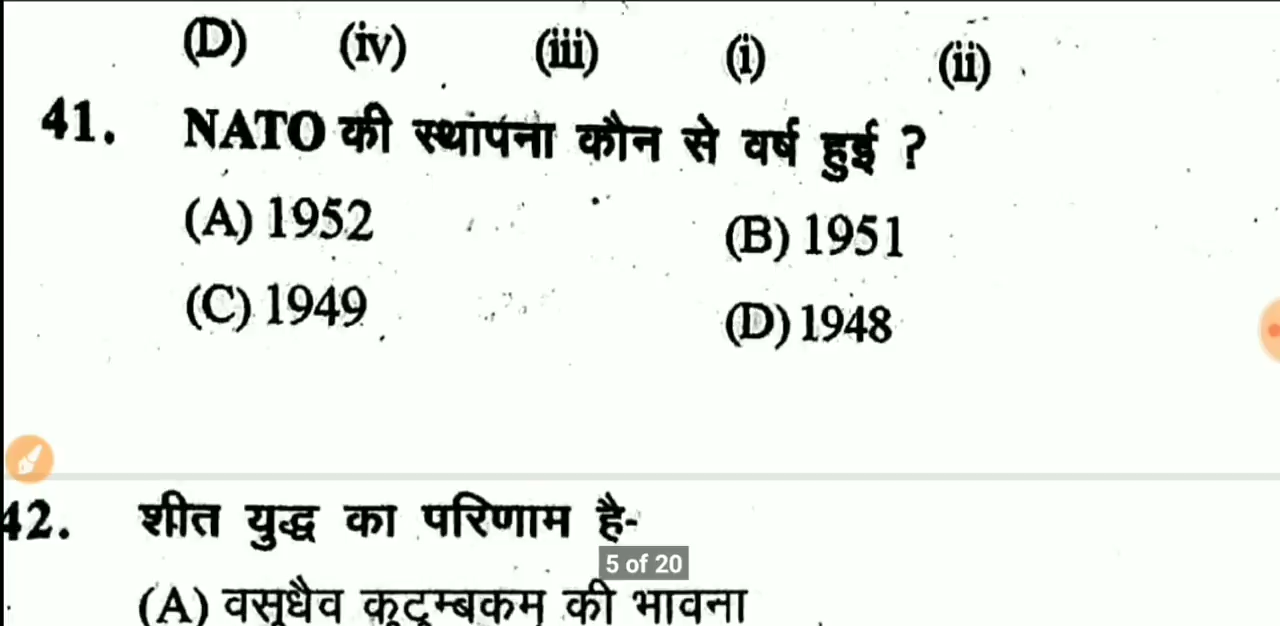 (D) (iv) (iii) (i) (ii)
41. NATO की स्थापना कौन से वर्ष हुई ?
(A) 1952 (B) 1951
(C) 1949 (D) 1948
42. शीत युद्ध का परिणाम है-
5 of 20
(A) वसुधैव कुटुम्बकम् की भावना